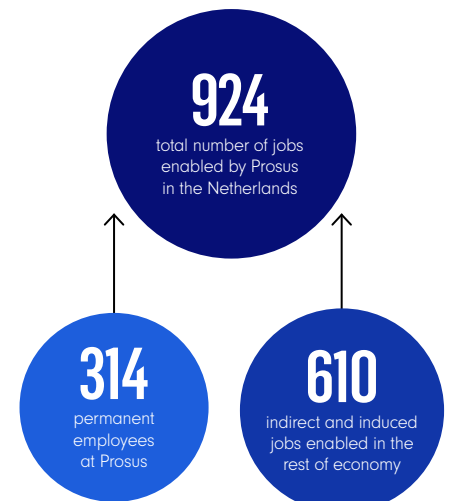 924
total number of jobs
enabled by Prosus
in the Netherlands
314
permanent
employees
at Prosus
610
indirect and induced
jobs enabled in the
rest of economy